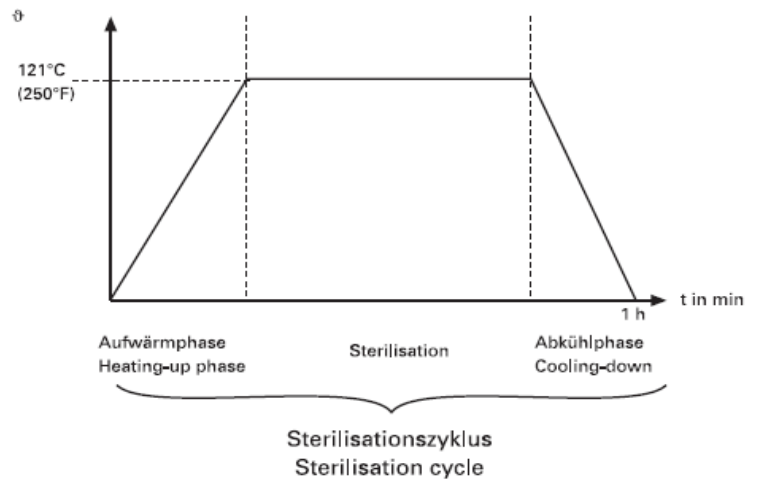 ϑ
121°C
(250°F)
t in min
1 h
Aufwärmphase
Heating-up phase
Sterilisation
Abkühlphase
Cooling-down
Sterilisationszyklus
Sterilisation cycle